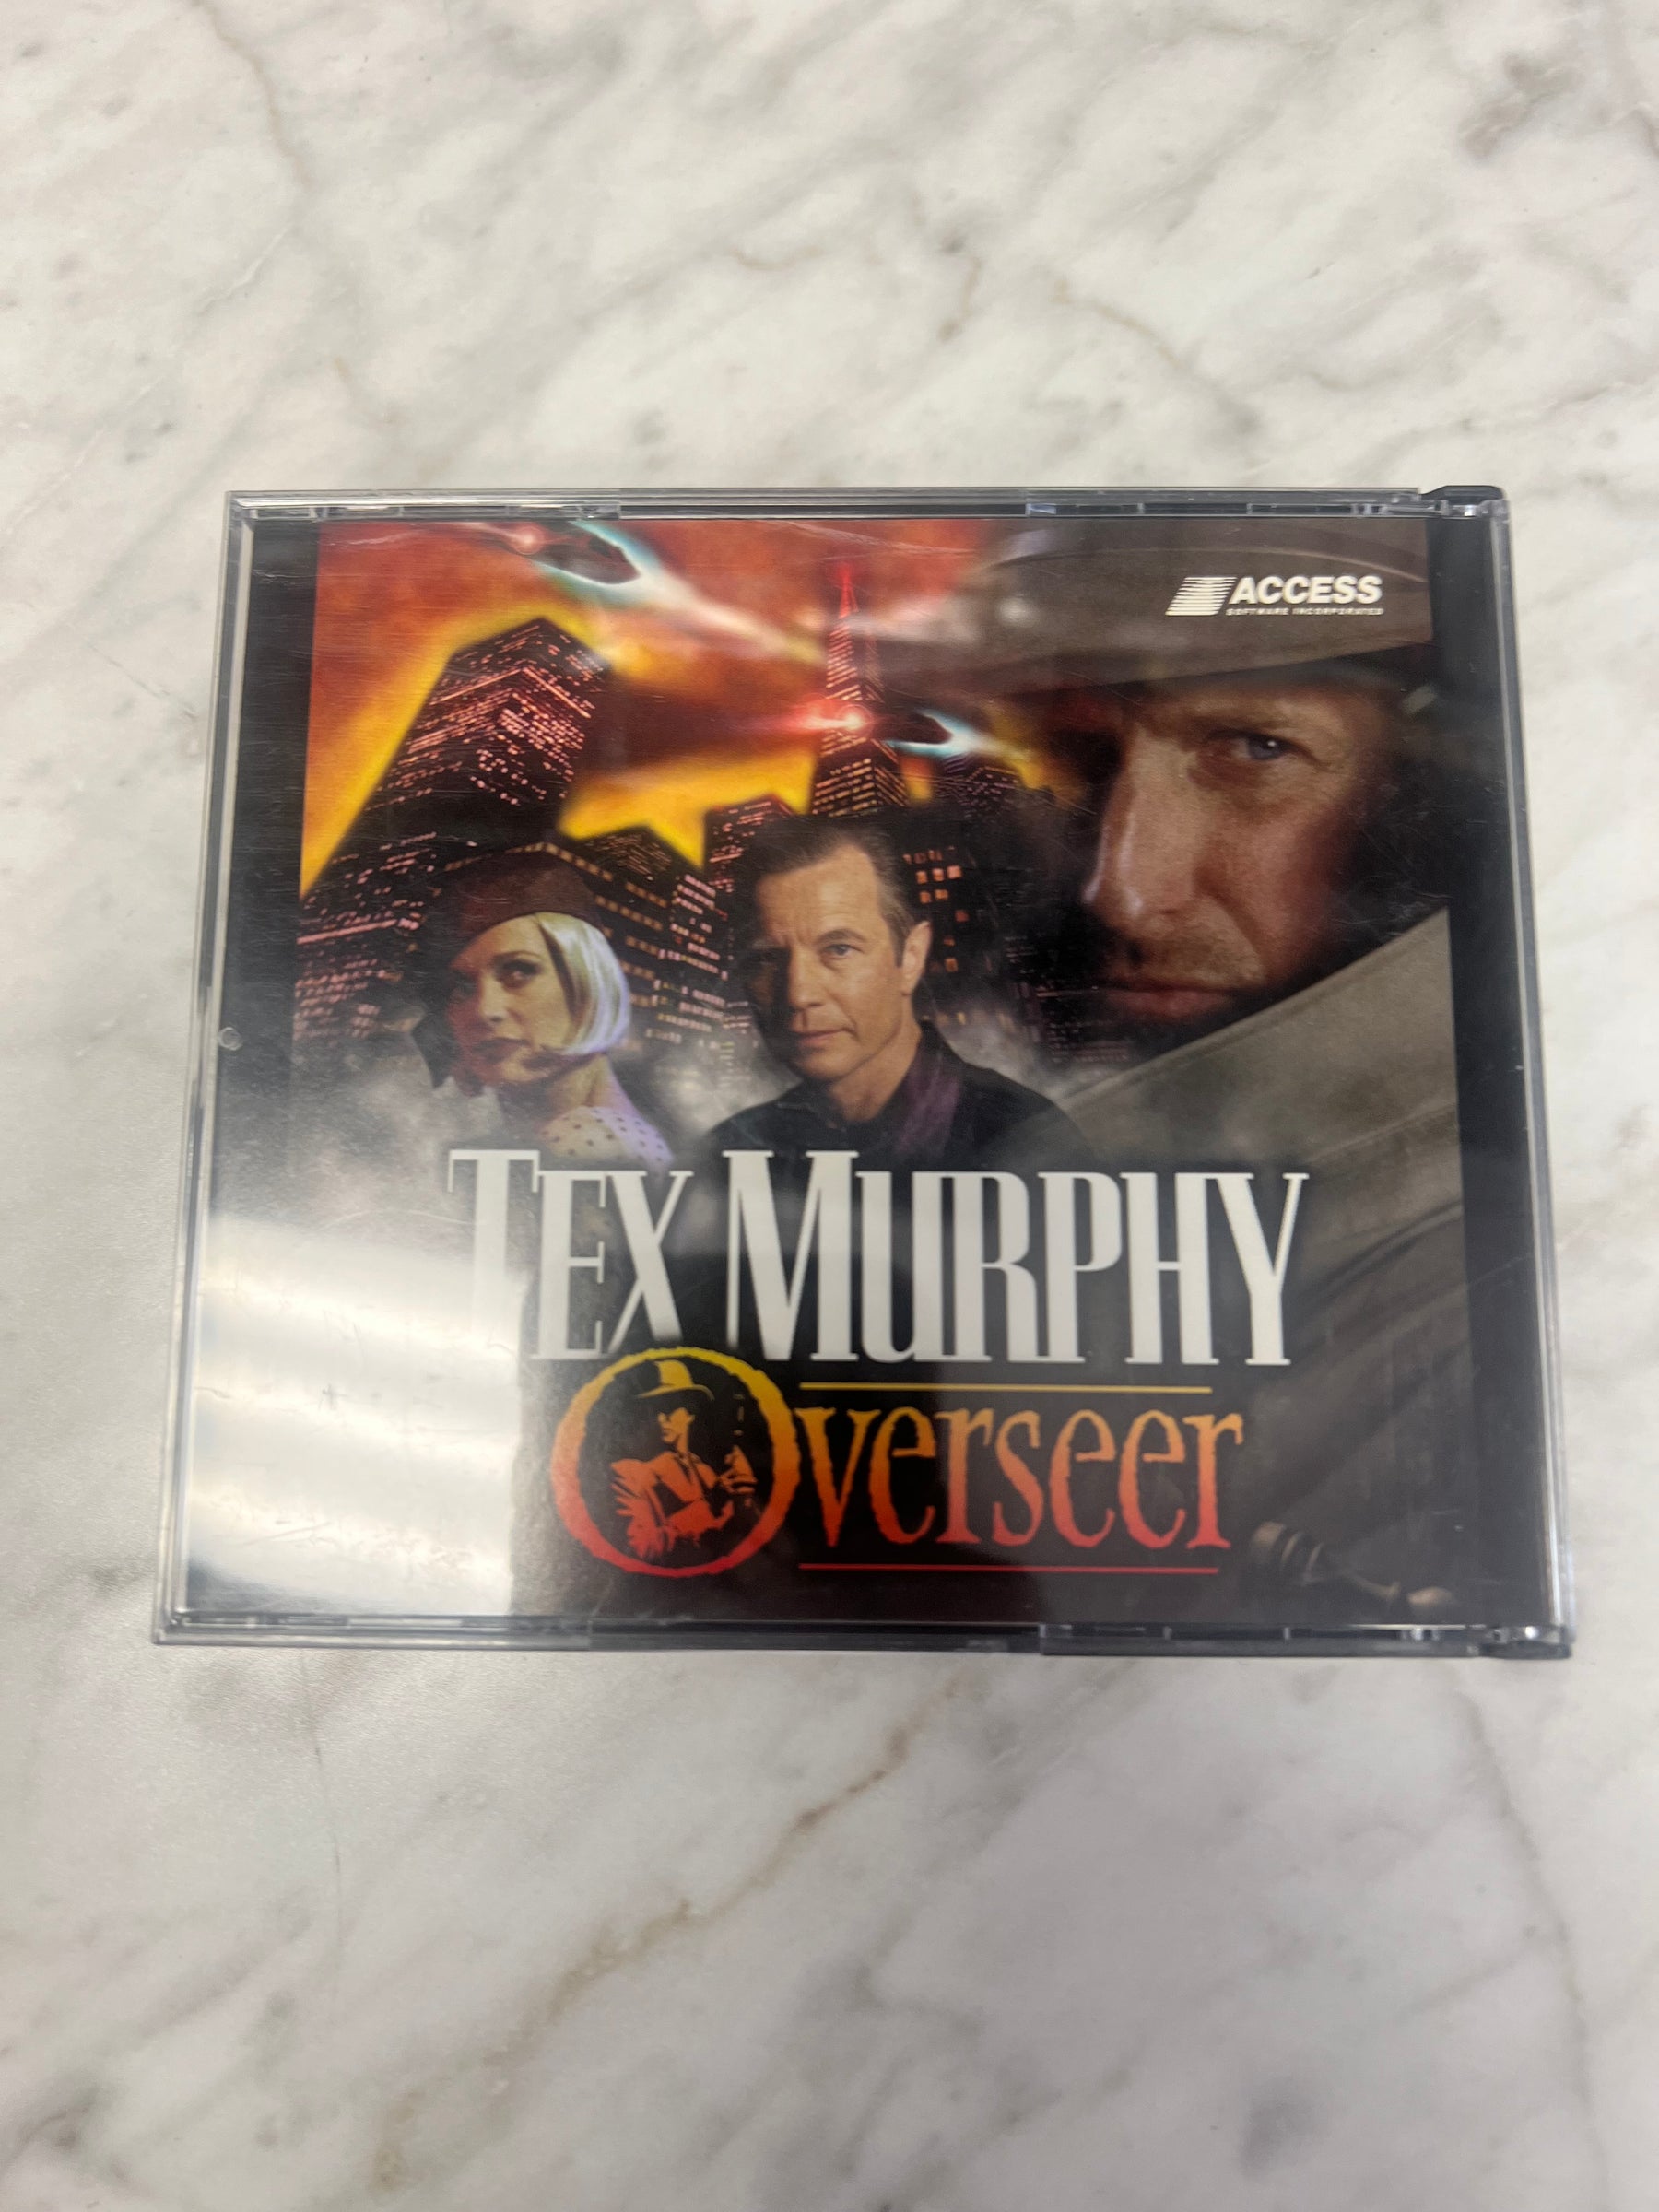 ACCESS
SOFTWARE INCORPORATED
TEX MURPHY
Overseer